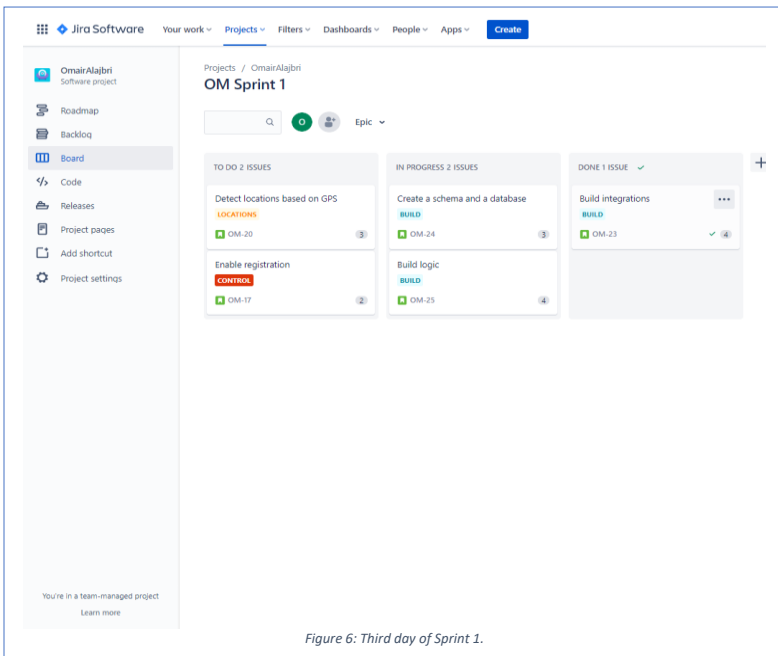 Jira Software Your work Projects Filters Dashboards People Apps Create
OmairAlajbri
Software project
Roadmap
Backlog
Board
Code
Releases
Project pages
Add shortcut
Project settings
You're in a team-managed project
Learn more
Projects / OmairAlajbri
OM Sprint 1
O Epic
TO DO 2 ISSUES
Detect locations based on GPS
LOCATIONS
OM-20 3
Enable registration
CONTROL
OM-17 2
IN PROGRESS 2 ISSUES
Create a schema and a database
BUILD
OM-24 3
Build logic
BUILD
OM-25 4
DONE 1 ISSUE
Build integrations
BUILD
OM-23 4
Figure 6: Third day of Sprint 1.